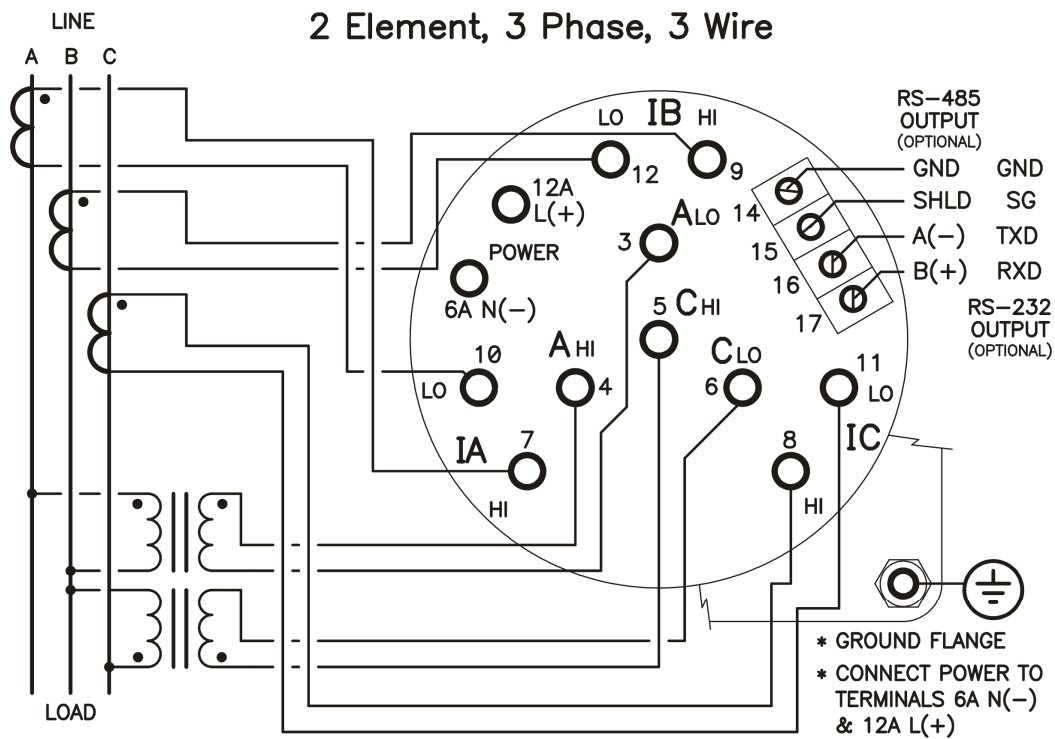 2 Element, 3 Phase, 3 Wire
LINE
A B C
RS-485
OUTPUT
(OPTIONAL)
LO IB HI
12
9
GND GND
12A
L(+)
14
SHLD SG
A LO
3
15
A(-) TXD
POWER
16
B(+) RXD
6A N(-)
5 C HI
17
RS-232
OUTPUT
(OPTIONAL)
10
A HI
C LO
11
LO
4
6
LO
7
8
IC
IA
HI
HI
* GROUND FLANGE
* CONNECT POWER TO
TERMINALS 6A N(-)
& 12A L(+)
LOAD